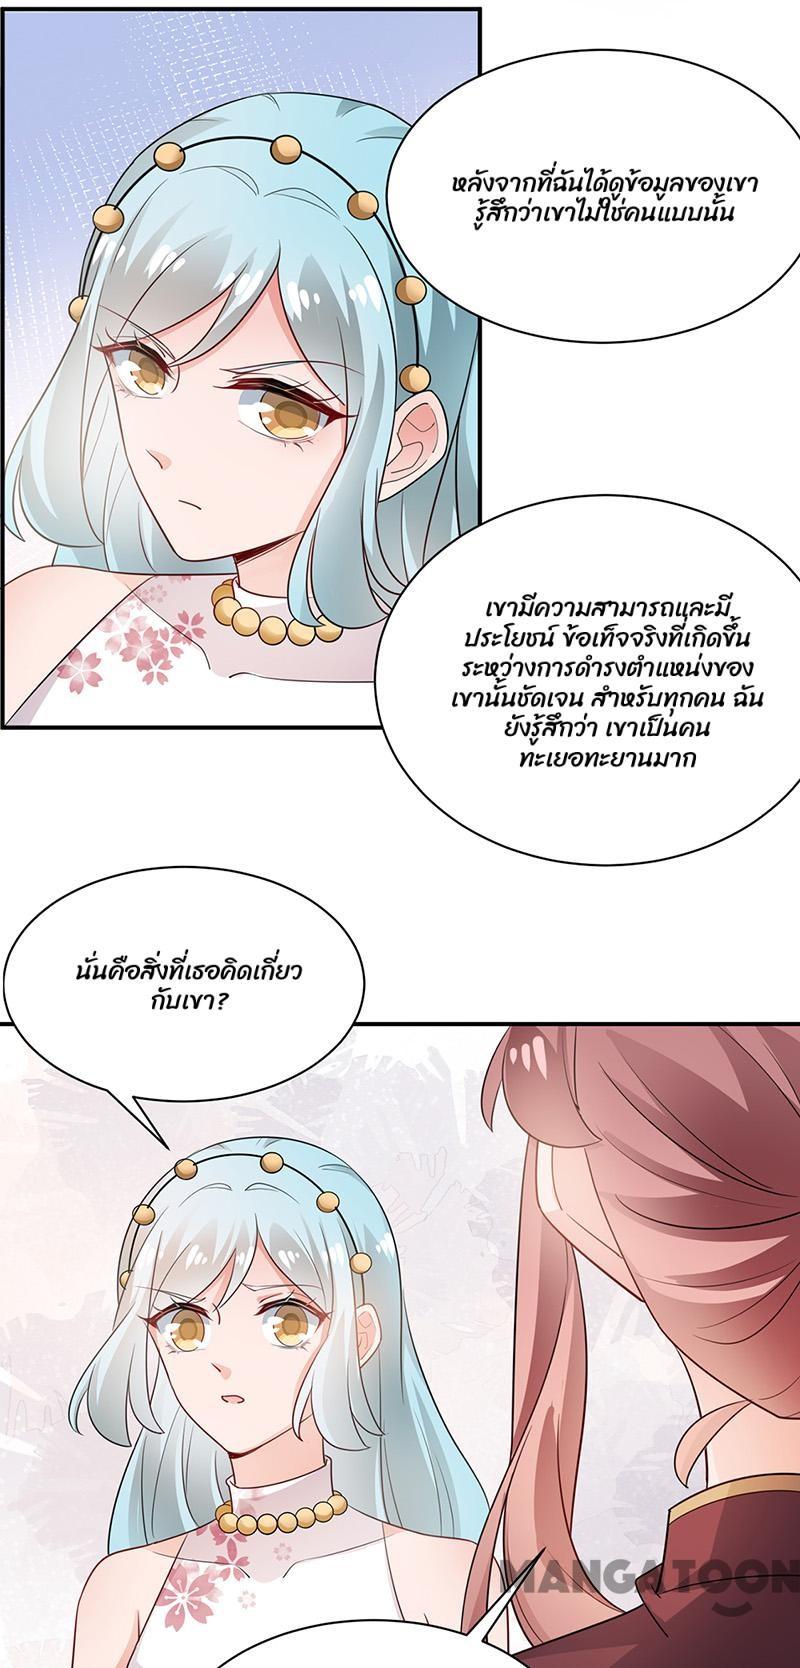 หลังจากที่ฉันได้ดูข้อมูลของเขา
รู้สึกว่าเขาไม่ใช่คนแบบนั้น
เขามีความสามารถและมี
ประโยชน์ ข้อเท็จจริงที่เกิดขึ้น
ระหว่างการดำรงตำแหน่งของ
เขานั้นชัดเจน สำหรับทุกคน ฉัน
ยังรู้สึกว่า เขาเป็นคน
ทะเยอทะยานมาก
นั่นคือสิ่งที่เธอคิดเกี่ยว
กับเขา?
MANGATOON